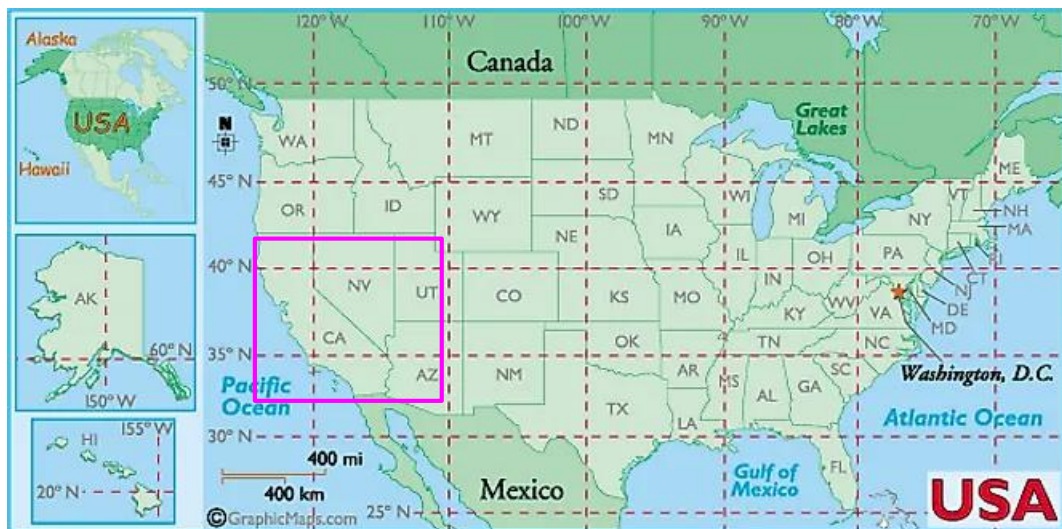 Alaska
USA
Hawaii
AK
60° N
150° W
155° W
HI
20° N
120° W
110° W
100° W
90° W
80° W
70° W
Canada
50° N
Great
Lakes
N
WA
MT
ND
MN
ME
45° N
OR
ID
WY
SD
WI
MI
VT
NY
NH
MA
NE
IA
PA
RI
CT
40° N
NV
UT
CO
KS
MO
IL
IN
OH
WV
VA
NJ
DE
MD
CA
KY
35° N
AZ
NM
OK
AR
TN
NC
SC
Pacific
Ocean
Washington, D.C.
TX
LA
MS
AL
GA
Atlantic Ocean
30° N
FL
400 mi
400 km
Mexico
Gulf of
Mexico
USA
25° N
©GraphicMaps.com